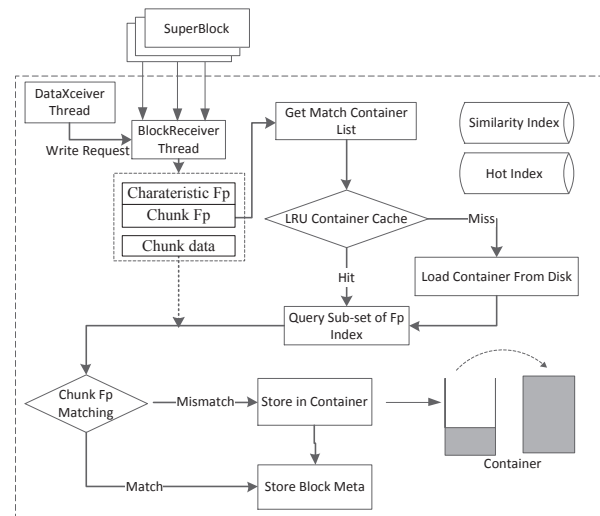 SuperBlock
DataXceiver
Thread
Write Request
BlockReceiver
Thread
Get Match Container
List
Similarity Index
Hot Index
Charateristic Fp
Chunk Fp
Chunk data
LRU Container Cache
Miss
Hit
Load Container From Disk
Query Sub-set of Fp
Index
Chunk Fp
Matching
Mismatch
Store in Container
Container
Match
Store Block Meta